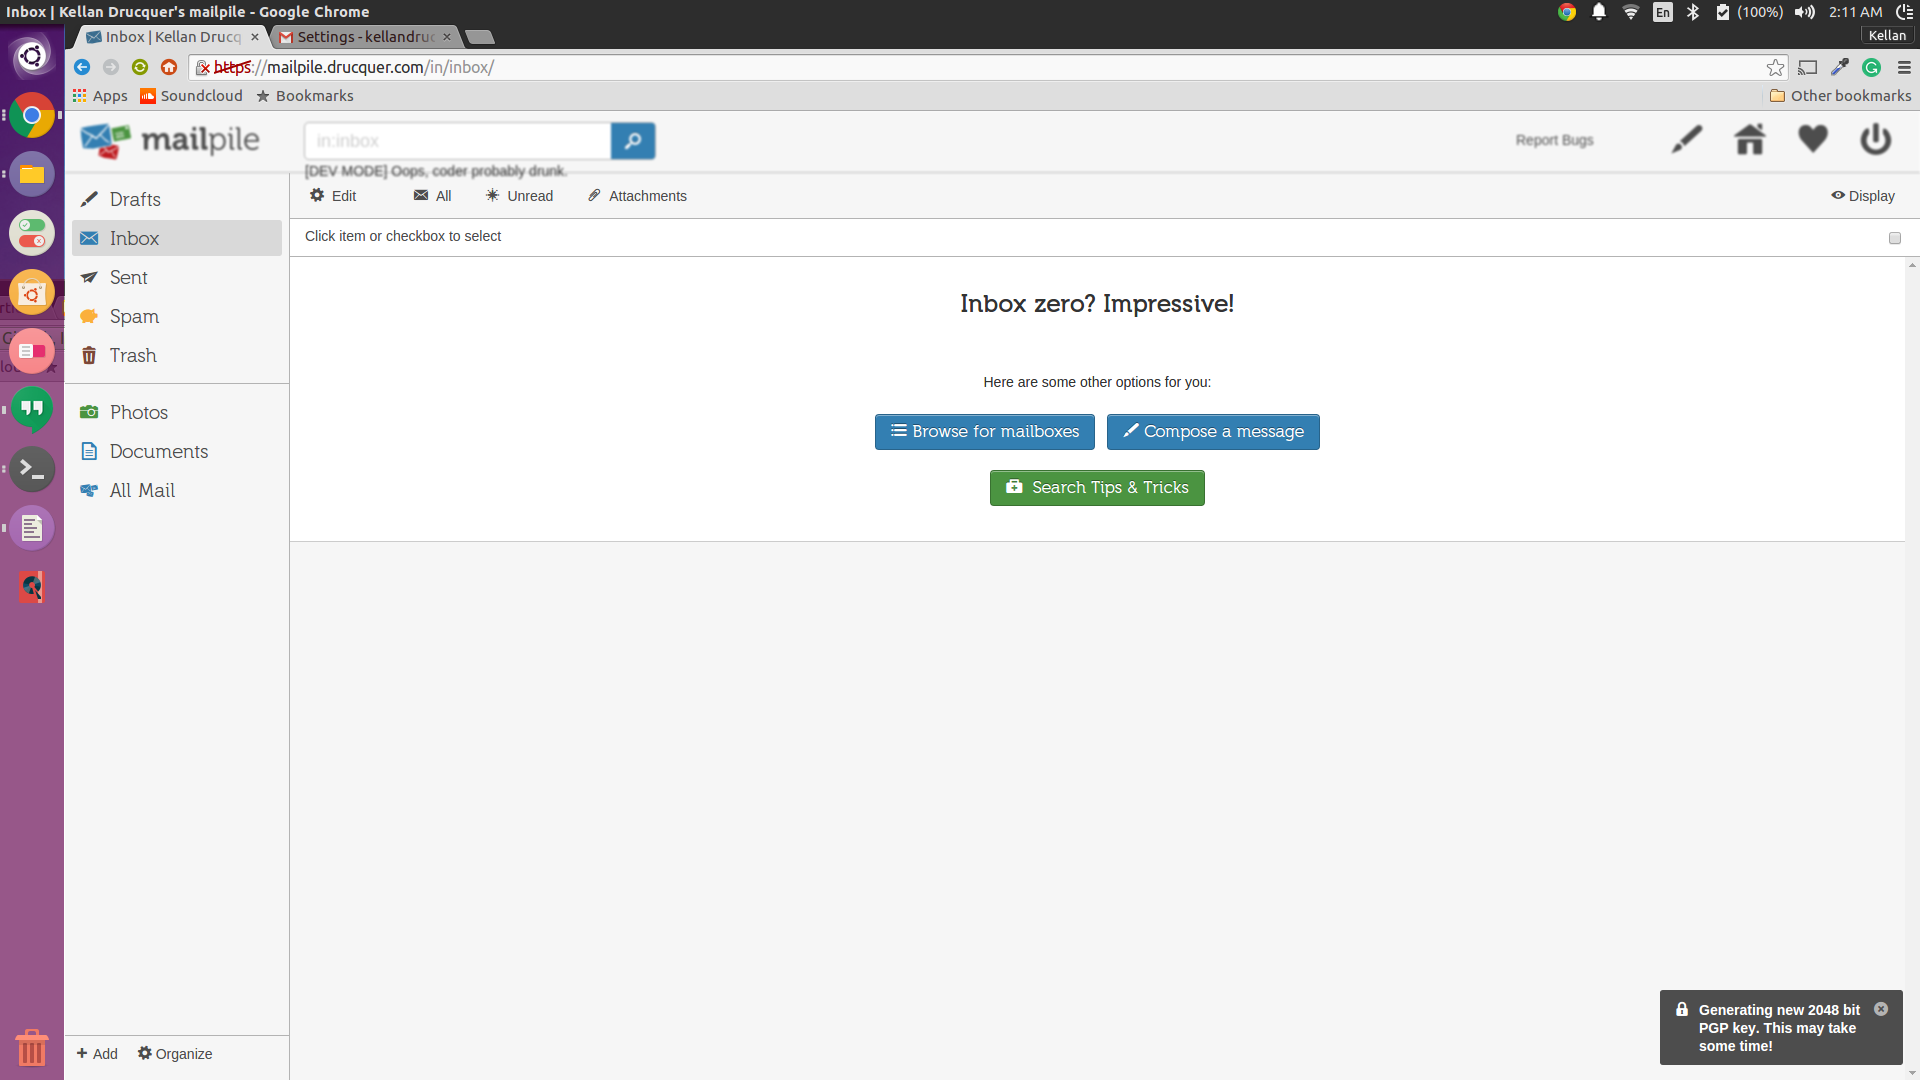 Inbox | Kellan Drucquer's mailpile - Google Chrome
En
(100%)
2:11 AM
Inbox | Kellan Drucq
Settings - kellandruc
Kellan
https://mailpile.drucquer.com/in/inbox/
Apps
Soundcloud
Bookmarks
Other bookmarks
mailpile
in:inbox
Report Bugs
[DEV MODE] Oops, coder probably drunk.
Edit
All
Unread
Attachments
Display
Click item or checkbox to select
Drafts
Inbox
Sent
Spam
Trash
Photos
Documents
All Mail
Inbox zero? Impressive!
Here are some other options for you:
Browse for mailboxes
Compose a message
Search Tips & Tricks
Add
Organize
Generating new 2048 bit
PGP key. This may take
some time!